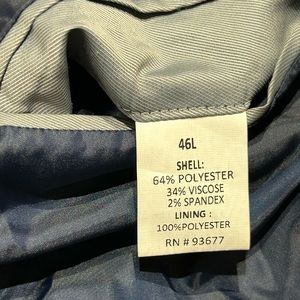 46L
SHELL:
64% POLYESTER
34% VISCOSE
2% SPANDEX
LINING :
100%POLYESTER
RN # 93677